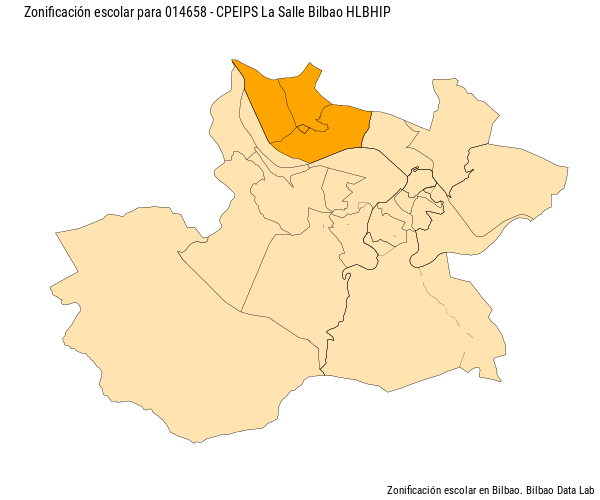 Zonificación escolar para 014658 - CPEIPS La Salle Bilbao HLBHIP
Zonificación escolar en Bilbao. Bilbao Data Lab